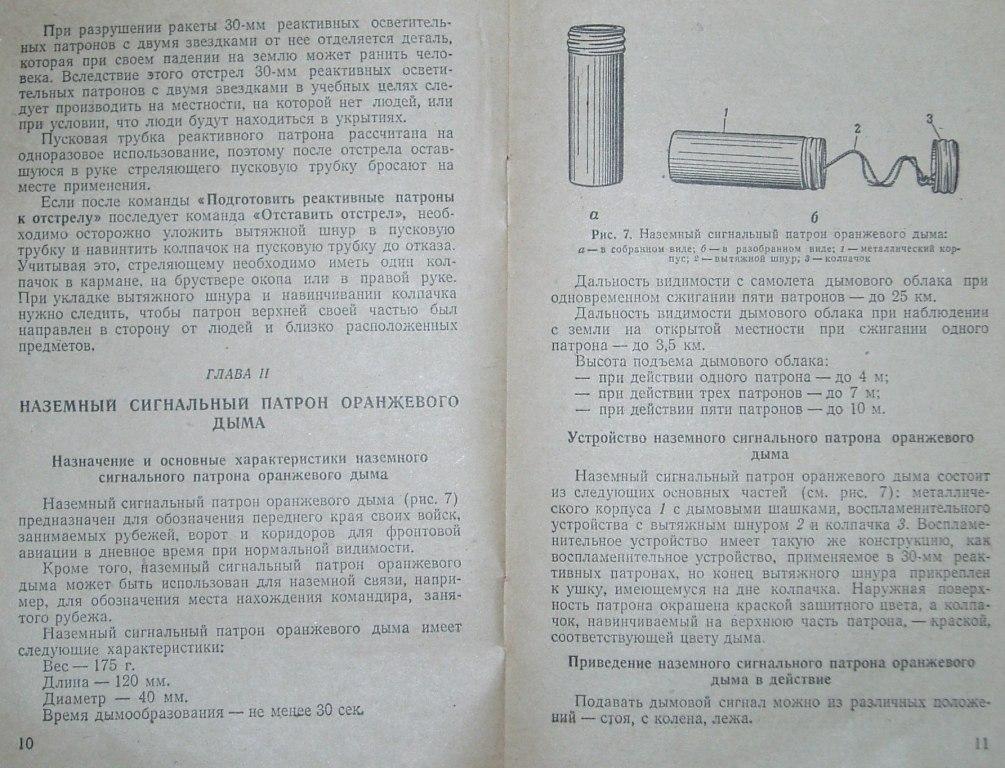 При разрушении ракеты 30-мм реактивных осветитель-
ных патронов с двумя звездками от нее отделяется деталь,
которая при своем падении на землю может ранить чело-
века. Вследствие этого отстрел 30-мм реактивных освети-
тельных патронов с двумя звездками в учебных целях сле-
дует производить на местности, на которой нет людей, или
при условии, что люди будут находиться в укрытиях.
Пусковая трубка реактивного патрона рассчитана на
одноразовое использование, поэтому после отстрела остав-
шуюся в руке стреляющего пусковую трубку бросают на
месте применения.
Если после команды «Подготовить реактивные патроны
к отстрелу» последует команда «Отставить отстрел», необ-
ходимо осторожно уложить вытяжной шнур в пусковую
трубку и навинтить колпачок на пусковую трубку до отказа.
Учитывая это, стреляющему необходимо иметь один кол-
пачок в кармане, на бруствере окопа или в правой руке.
При укладке вытяжного шнура и навинчивании колпачка
нужно следить, чтобы патрон верхней своей частью был
направлен в сторону от людей и близко расположенных
предметов.
ГЛАВА II
НАЗЕМНЫЙ СИГНАЛЬНЫЙ ПАТРОН ОРАНЖЕВОГО
ДЫМА
Назначение и основные характеристики наземного
сигнального патрона оранжевого дыма
Наземный сигнальный патрон оранжевого дыма (рис. 7)
предназначен для обозначения переднего края своих войск,
занимаемых рубежей, ворот и коридоров для фронтовой
авиации в дневное время при нормальной видимости.
Кроме того, наземный сигнальный патрон оранжевого
дыма может быть использован для наземной связи, напри-
мер, для обозначения места нахождения командира, заня-
того рубежа.
Наземный сигнальный патрон оранжевого дыма имеет
следующие характеристики:
Вес — 175 г.
Длина — 120 мм.
Диаметр — 40 мм.
Время дымообразования — не менее 30 сек.
10
1
2
3
а
б
Рис. 7. Наземный сигнальный патрон оранжевого дыма:
а — в собранном виде; б — в разобранном виде; 1 — металлический кор-
пус; 2 — вытяжной шнур; 3 — колпачок
Дальность видимости с самолета дымового облака при
одновременном сжигании пяти патронов — до 25 км.
Дальность видимости дымового облака при наблюдении
с земли на открытой местности при сжигании одного
патрона — до 3,5 км.
Высота подъема дымового облака:
— при действии одного патрона — до 4 м;
— при действии трех патронов — до 7 м;
— при действии пяти патронов — до 10 м.
Устройство наземного сигнального патрона оранжевого
дыма
Наземный сигнальный патрон оранжевого дыма состоит
из следующих основных частей (см. рис. 7): металличе-
ского корпуса 1 с дымовыми шашками, воспламенительного
устройства с вытяжным шнуром 2 и колпачка 3. Воспламе-
нительное устройство имеет такую же конструкцию, как
воспламенительное устройство, применяемое в 30-мм реак-
тивных патронах, но конец вытяжного шнура прикреплен
к ушку, имеющемуся на дне колпачка. Наружная поверх-
ность патрона окрашена краской защитного цвета, а колпа-
чок, навинчиваемый на верхнюю часть патрона, — краской,
соответствующей цвету дыма.
Приведение наземного сигнального патрона оранжевого
дыма в действие
Подавать дымовой сигнал можно из различных положе-
ний — стоя, с колена, лежа.
11